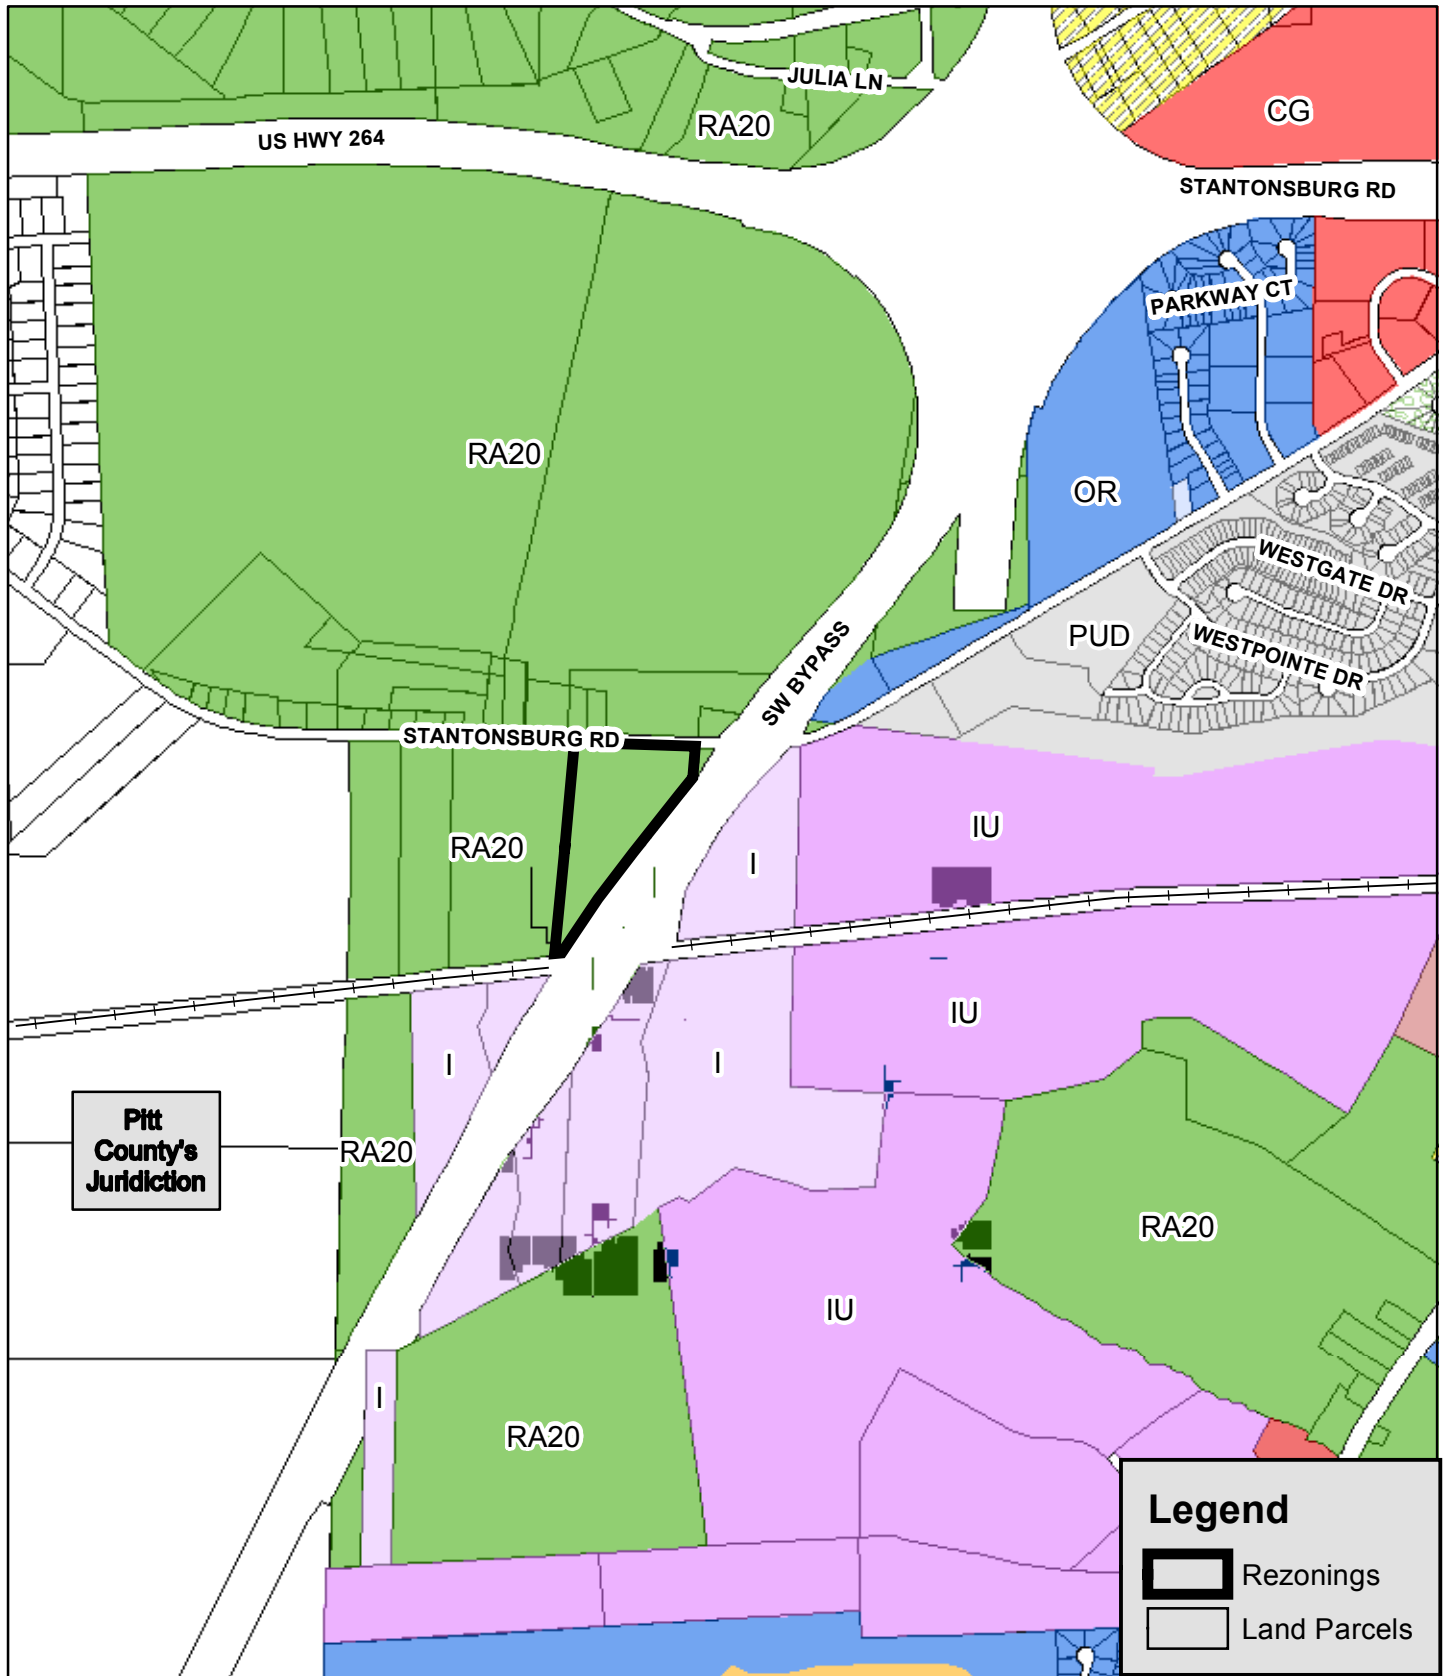 JULIA LN
CG
RA20
US HWY 264
STANTONSBURG RD
PARKWAY CT
RA20
OR
WESTGATE DR
PUD
WESTPOINTE DR
SW BYPASS
STANTONSBURG RD
IU
RA20
I
IU
I
I
Pitt
County's
Juridiction
RA20
RA20
IU
I
RA20
Legend
Rezonings
Land Parcels